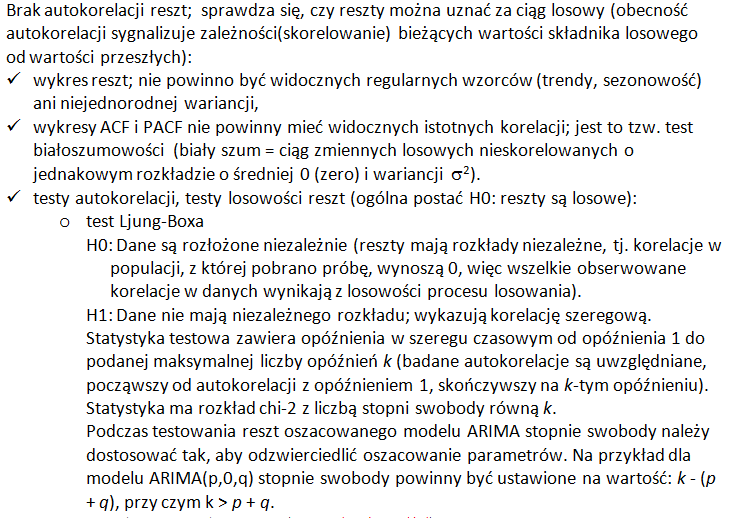 Brak autokorelacji reszt; sprawdza się, czy reszty można uznać za ciąg losowy (obecność
autokorelacji sygnalizuje zależności(skorelowanie) bieżących wartości składnika losowego
od wartości przeszłych):
✓ wykres reszt; nie powinno być widocznych regularnych wzorców (trendy, sezonowość)
ani niejednorodnej wariancji,
✓ wykresy ACF i PACF nie powinny mieć widocznych istotnych korelacji; jest to tzw. test
białoszumowości (biały szum = ciąg zmiennych losowych nieskorelowanych o
jednakowym rozkładzie o średniej 0 (zero) i wariancji σ²).
✓ testy autokorelacji, testy losowości reszt (ogólna postać H0: reszty są losowe):
o test Ljung-Boxa
H0: Dane są rozłożone niezależnie (reszty mają rozkłady niezależne, tj. korelacje w
populacji, z której pobrano próbę, wynoszą 0, więc wszelkie obserwowane
korelacje w danych wynikają z losowości procesu losowania).
H1: Dane nie mają niezależnego rozkładu; wykazują korelację szeregową.
Statystyka testowa zawiera opóźnienia w szeregu czasowym od opóźnienia 1 do
podanej maksymalnej liczby opóźnień k (badane autokorelacje są uwzględniane,
począwszy od autokorelacji z opóźnieniem 1, skończywszy na k-tym opóźnieniu).
Statystyka ma rozkład chi-2 z liczbą stopni swobody równą k.
Podczas testowania reszt oszacowanego modelu ARIMA stopnie swobody należy
dostosować tak, aby odzwierciedlić oszacowanie parametrów. Na przykład dla
modelu ARIMA(p,0,q) stopnie swobody powinny być ustawione na wartość: k - (p
+ q), przy czym k > p + q.